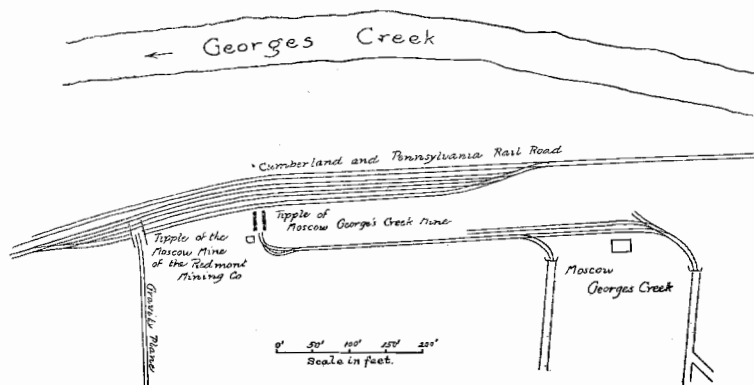 Georges Creek
Cumberland and Pennsylvania Rail Road
Tipple of
Moscow George's Creek Mine
Tipple of the
Moscow Mine
of the Piedmont
Mining Co
Gravity Plane
Moscow
Georges Creek
0' 50' 100' 150' 200'
Scale in feet.